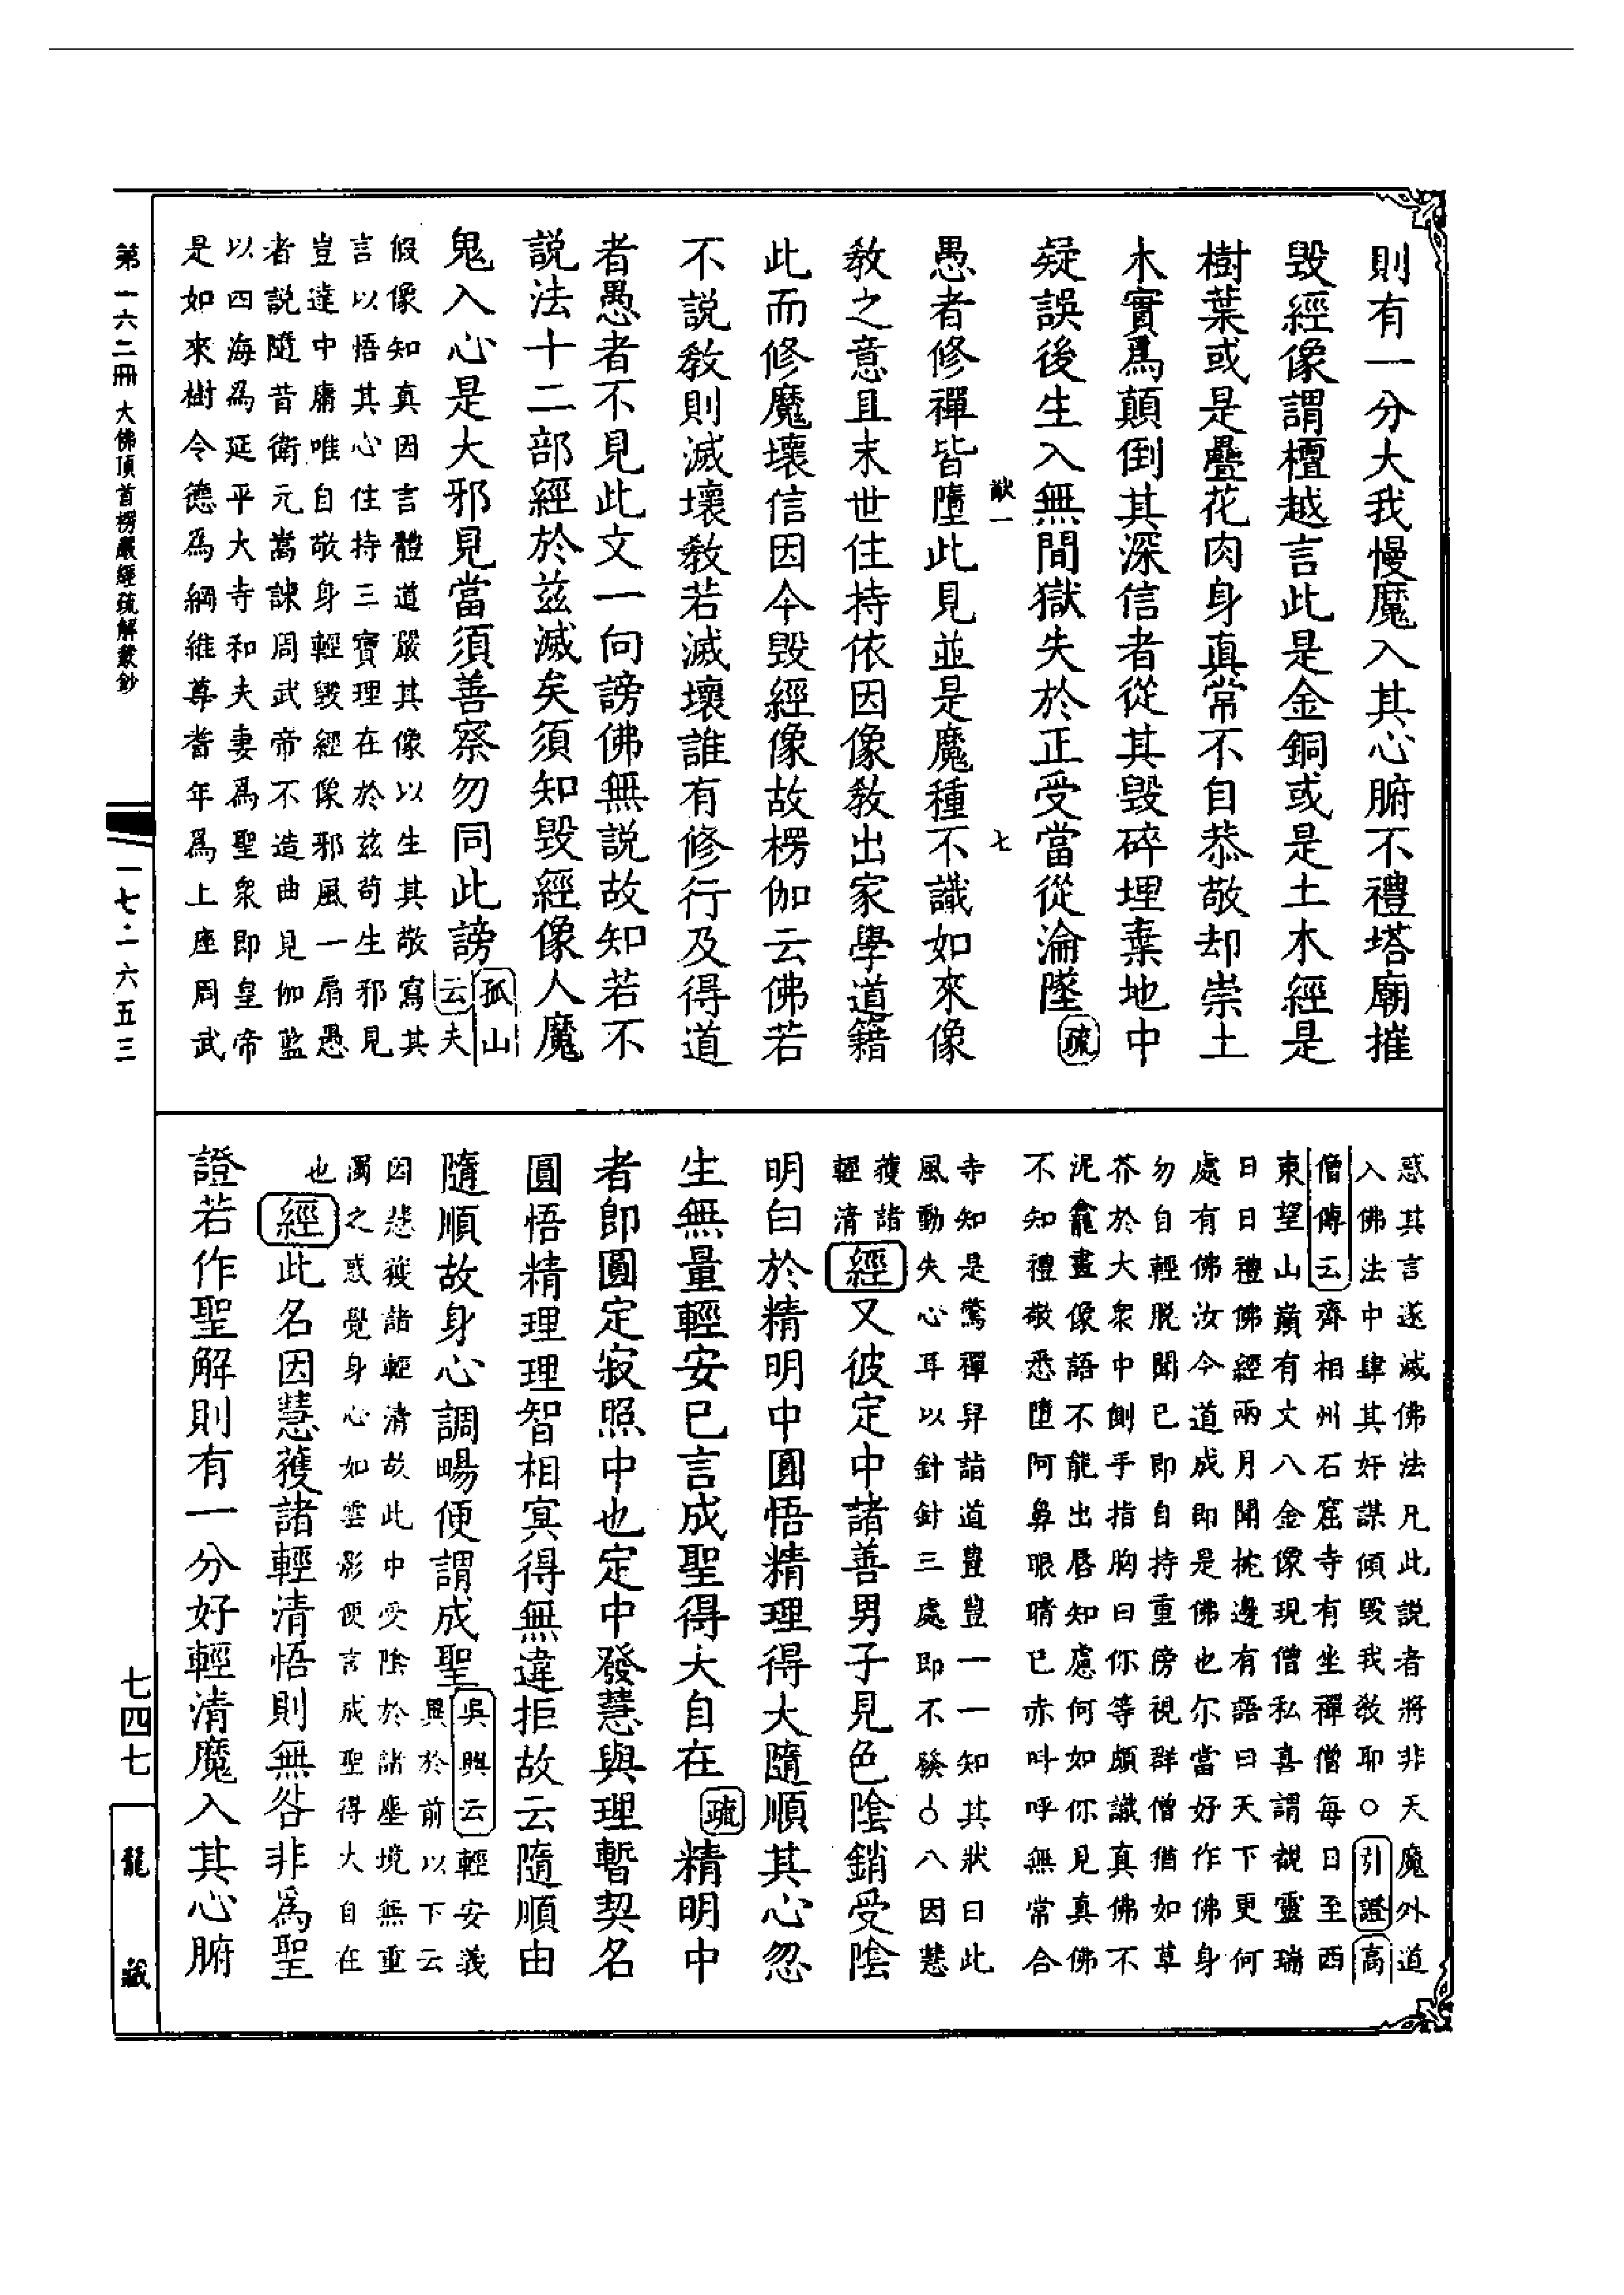 則有一分大我慢魔入其心腑不禮塔廟摧
毀經像謂檀越言此是金銅或是土木經是
樹葉或是疊花肉身真常不自恭敬却崇土
木實爲顛倒其深信者從其毀碎埋棄地中
疑誤後生入無間獄失於正受當從淪墜疏
猷一 七
愚者修禪皆墮此見並是魔種不識如來像
教之意且末世住持依因像教出家學道籍
此而修魔壞信因今毀經像故楞伽云佛若
不説教則滅壞教若滅壞誰有修行及得道
者愚者不見此文一向謗佛無説故知若不
説法十二部經於兹滅矣須知毀經像人魔
鬼入心是大邪見當須善察勿同此謗孤山
云夫
假像知真因言體道嚴其像以生其敬寫其
言以悟其心住持三寶理在於兹苟生邪見
豈違中庸唯自敬身輕毀經像邪風一扇愚
者説隨昔衛元嵩諫周武帝不造曲見伽藍
以四海爲延平大寺和夫妻爲聖衆即皇帝
是如來樹令德爲綱維尊耆年爲上座周武
惑其言遂滅佛法凡此説者將非天魔外道
入佛法中肆其奸謀傾毀我教耶○引證高
僧傳云齊相州石窟寺有坐禪僧每日至西
東望山巔有丈八金像現僧私喜謂覩靈瑞
日日禮佛經兩月聞枕邊有語曰天下更何
處有佛汝今道成即是佛也尔當好作佛身
勿自輕脱聞已即自持重傍視群僧猶如草
芥於大衆中側手指胸曰你等頗識真佛不
泥龕畫像語不能出唇知慮何如你見真佛
不知禮敬悉墮阿鼻眼睛已赤呌呼無常合
寺知是驚禪舁詣道豊豊一一知其狀曰此
風動失心耳以針針三處即不發○八因慧
獲諸
輕清經又彼定中諸善男子見色陰銷受陰
明白於精明中圓悟精理得大隨順其心忽
生無量輕安已言成聖得大自在疏精明中
者即圓定寂照中也定中發慧與理暫契名
圓悟精理理智相㝠得無違拒故云隨順由
隨順故身心調暢便謂成聖吳興云輕安義
異於前以下云
因悲獲諸輕清故此中受陰於諸塵境無重
濁之惑覺身心如雲影便言成聖得大自在
也經此名因慧獲諸輕清悟則無咎非爲聖
證若作聖解則有一分好輕清魔入其心腑
第一六二冊 大佛頂首楞嚴經疏解蒙鈔
一七·一六五三
七四七
龍藏